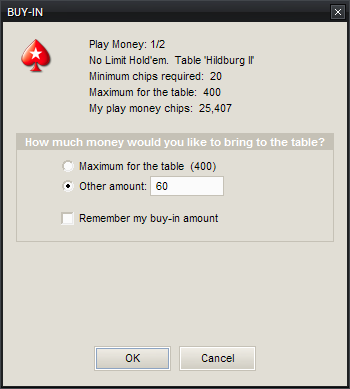 BUY-IN
Play Money: 1/2
No Limit Hold'em. Table 'Hildburg II'
Minimum chips required: 20
Maximum for the table: 400
My play money chips: 25,407
How much money would you like to bring to the table?
Maximum for the table (400)
Other amount: 60
Remember my buy-in amount
OK Cancel